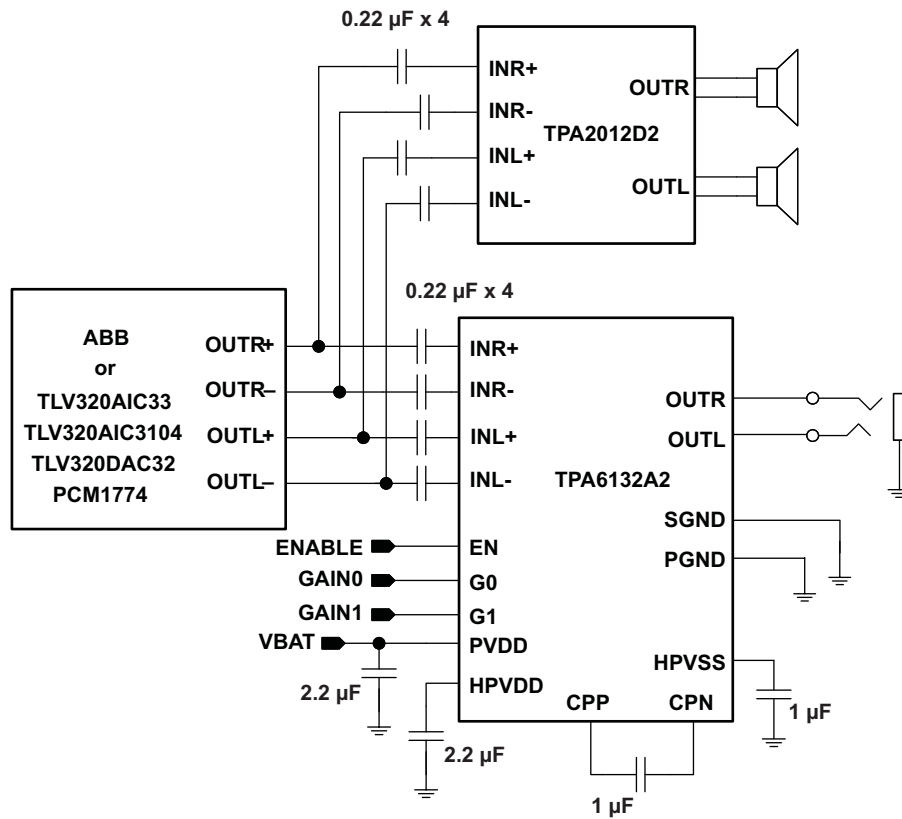 0.22 µF x 4
INR+
INR-
INL+
INL-
TPA2012D2
OUTR
OUTL
0.22 µF x 4
ABB
or
TLV320AIC33
TLV320AIC3104
TLV320DAC32
PCM1774
OUTR+
OUTR–
OUTL+
OUTL–
INR+
INR-
INL+
INL-
TPA6132A2
OUTR
OUTL
SGND
PGND
ENABLE
EN
GAIN0
G0
GAIN1
G1
VBAT
PVDD
HPVDD
HPVSS
CPP
CPN
2.2 µF
2.2 µF
1 µF
1 µF